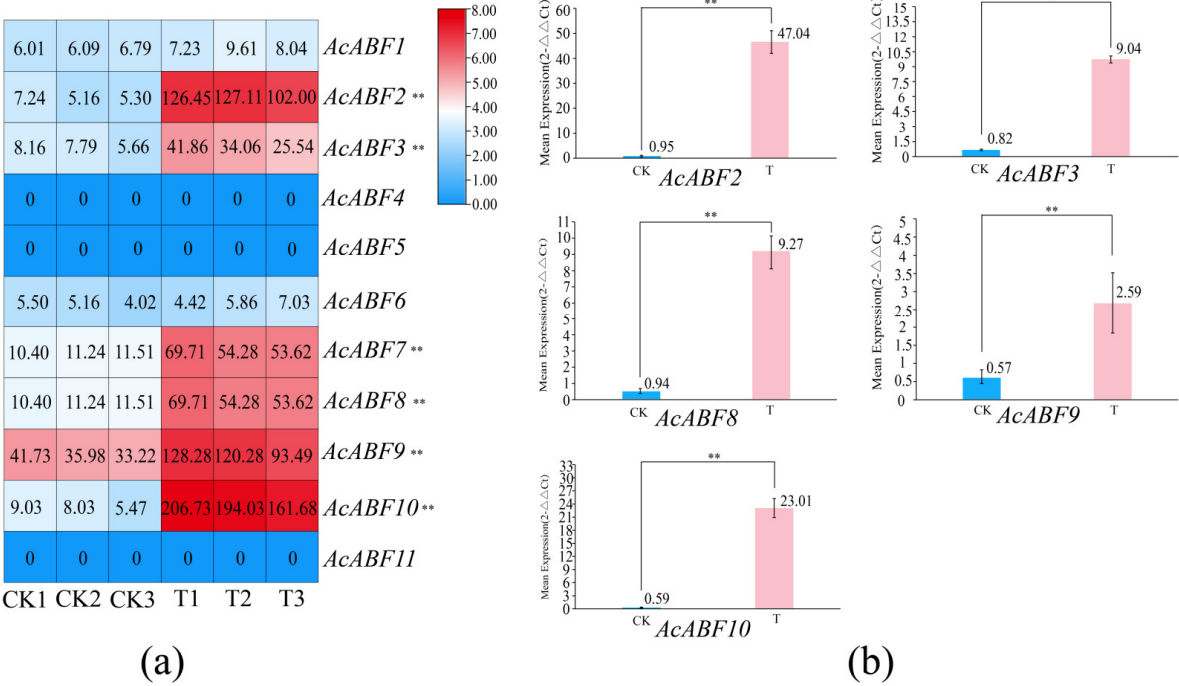 6.01 6.09 6.79 7.23 9.61 8.04 AcABF1
7.24 5.16 5.30 126.45 127.11 102.00 AcABF2 **
8.16 7.79 5.66 41.86 34.06 25.54 AcABF3 **
0 0 0 0 0 0 AcABF4
0 0 0 0 0 0 AcABF5
5.50 5.16 4.02 4.42 5.86 7.03 AcABF6
10.40 11.24 11.51 69.71 54.28 53.62 AcABF7 **
10.40 11.24 11.51 69.71 54.28 53.62 AcABF8 **
41.73 35.98 33.22 128.28 120.28 93.49 AcABF9 **
9.03 8.03 5.47 206.73 194.03 161.68 AcABF10 **
0 0 0 0 0 0 AcABF11
CK1 CK2 CK3 T1 T2 T3
8.00
7.00
6.00
5.00
4.00
3.00
2.00
1.00
0.00
(a)
Mean Expression(2-△△Ct)
60
50
40
30
20
10
0
**
0.95
47.04
CK T
AcABF2
Mean Expression(2-△△Ct)
15
13.5
12
10.5
9
7.5
6
4.5
3
1.5
0
0.82
9.04
CK T
AcABF3
Mean Expression(2-△△Ct)
11
10
9
8
7
6
5
4
3
2
1
0
**
0.94
9.27
CK T
AcABF8
Mean Expression(2-△△Ct)
5
4.5
4
3.5
3
2.5
2
1.5
1
0.5
0
**
0.57
2.59
CK T
AcABF9
Mean Expression(2-△△Ct)
33
30
27
24
21
18
15
12
9
6
3
0
**
0.59
23.01
CK T
AcABF10
(b)